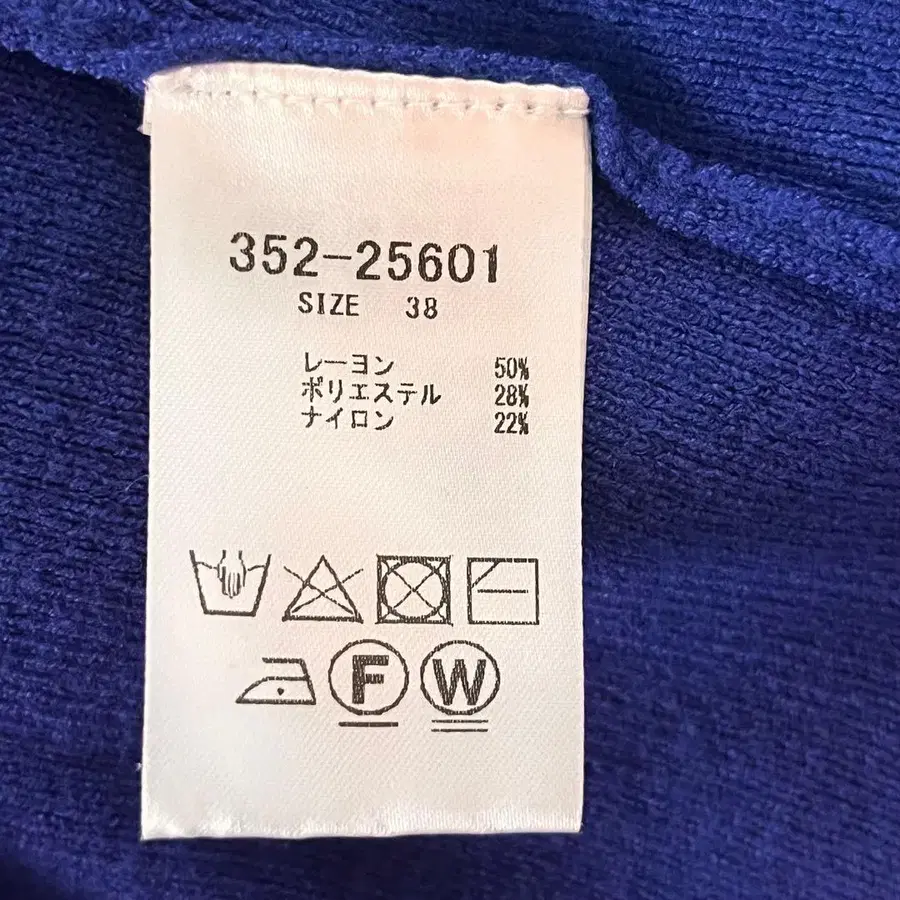 352-25601
SIZE 38
レーヨン 50%
ポリエステル 28%
ナイロン 22%
F W